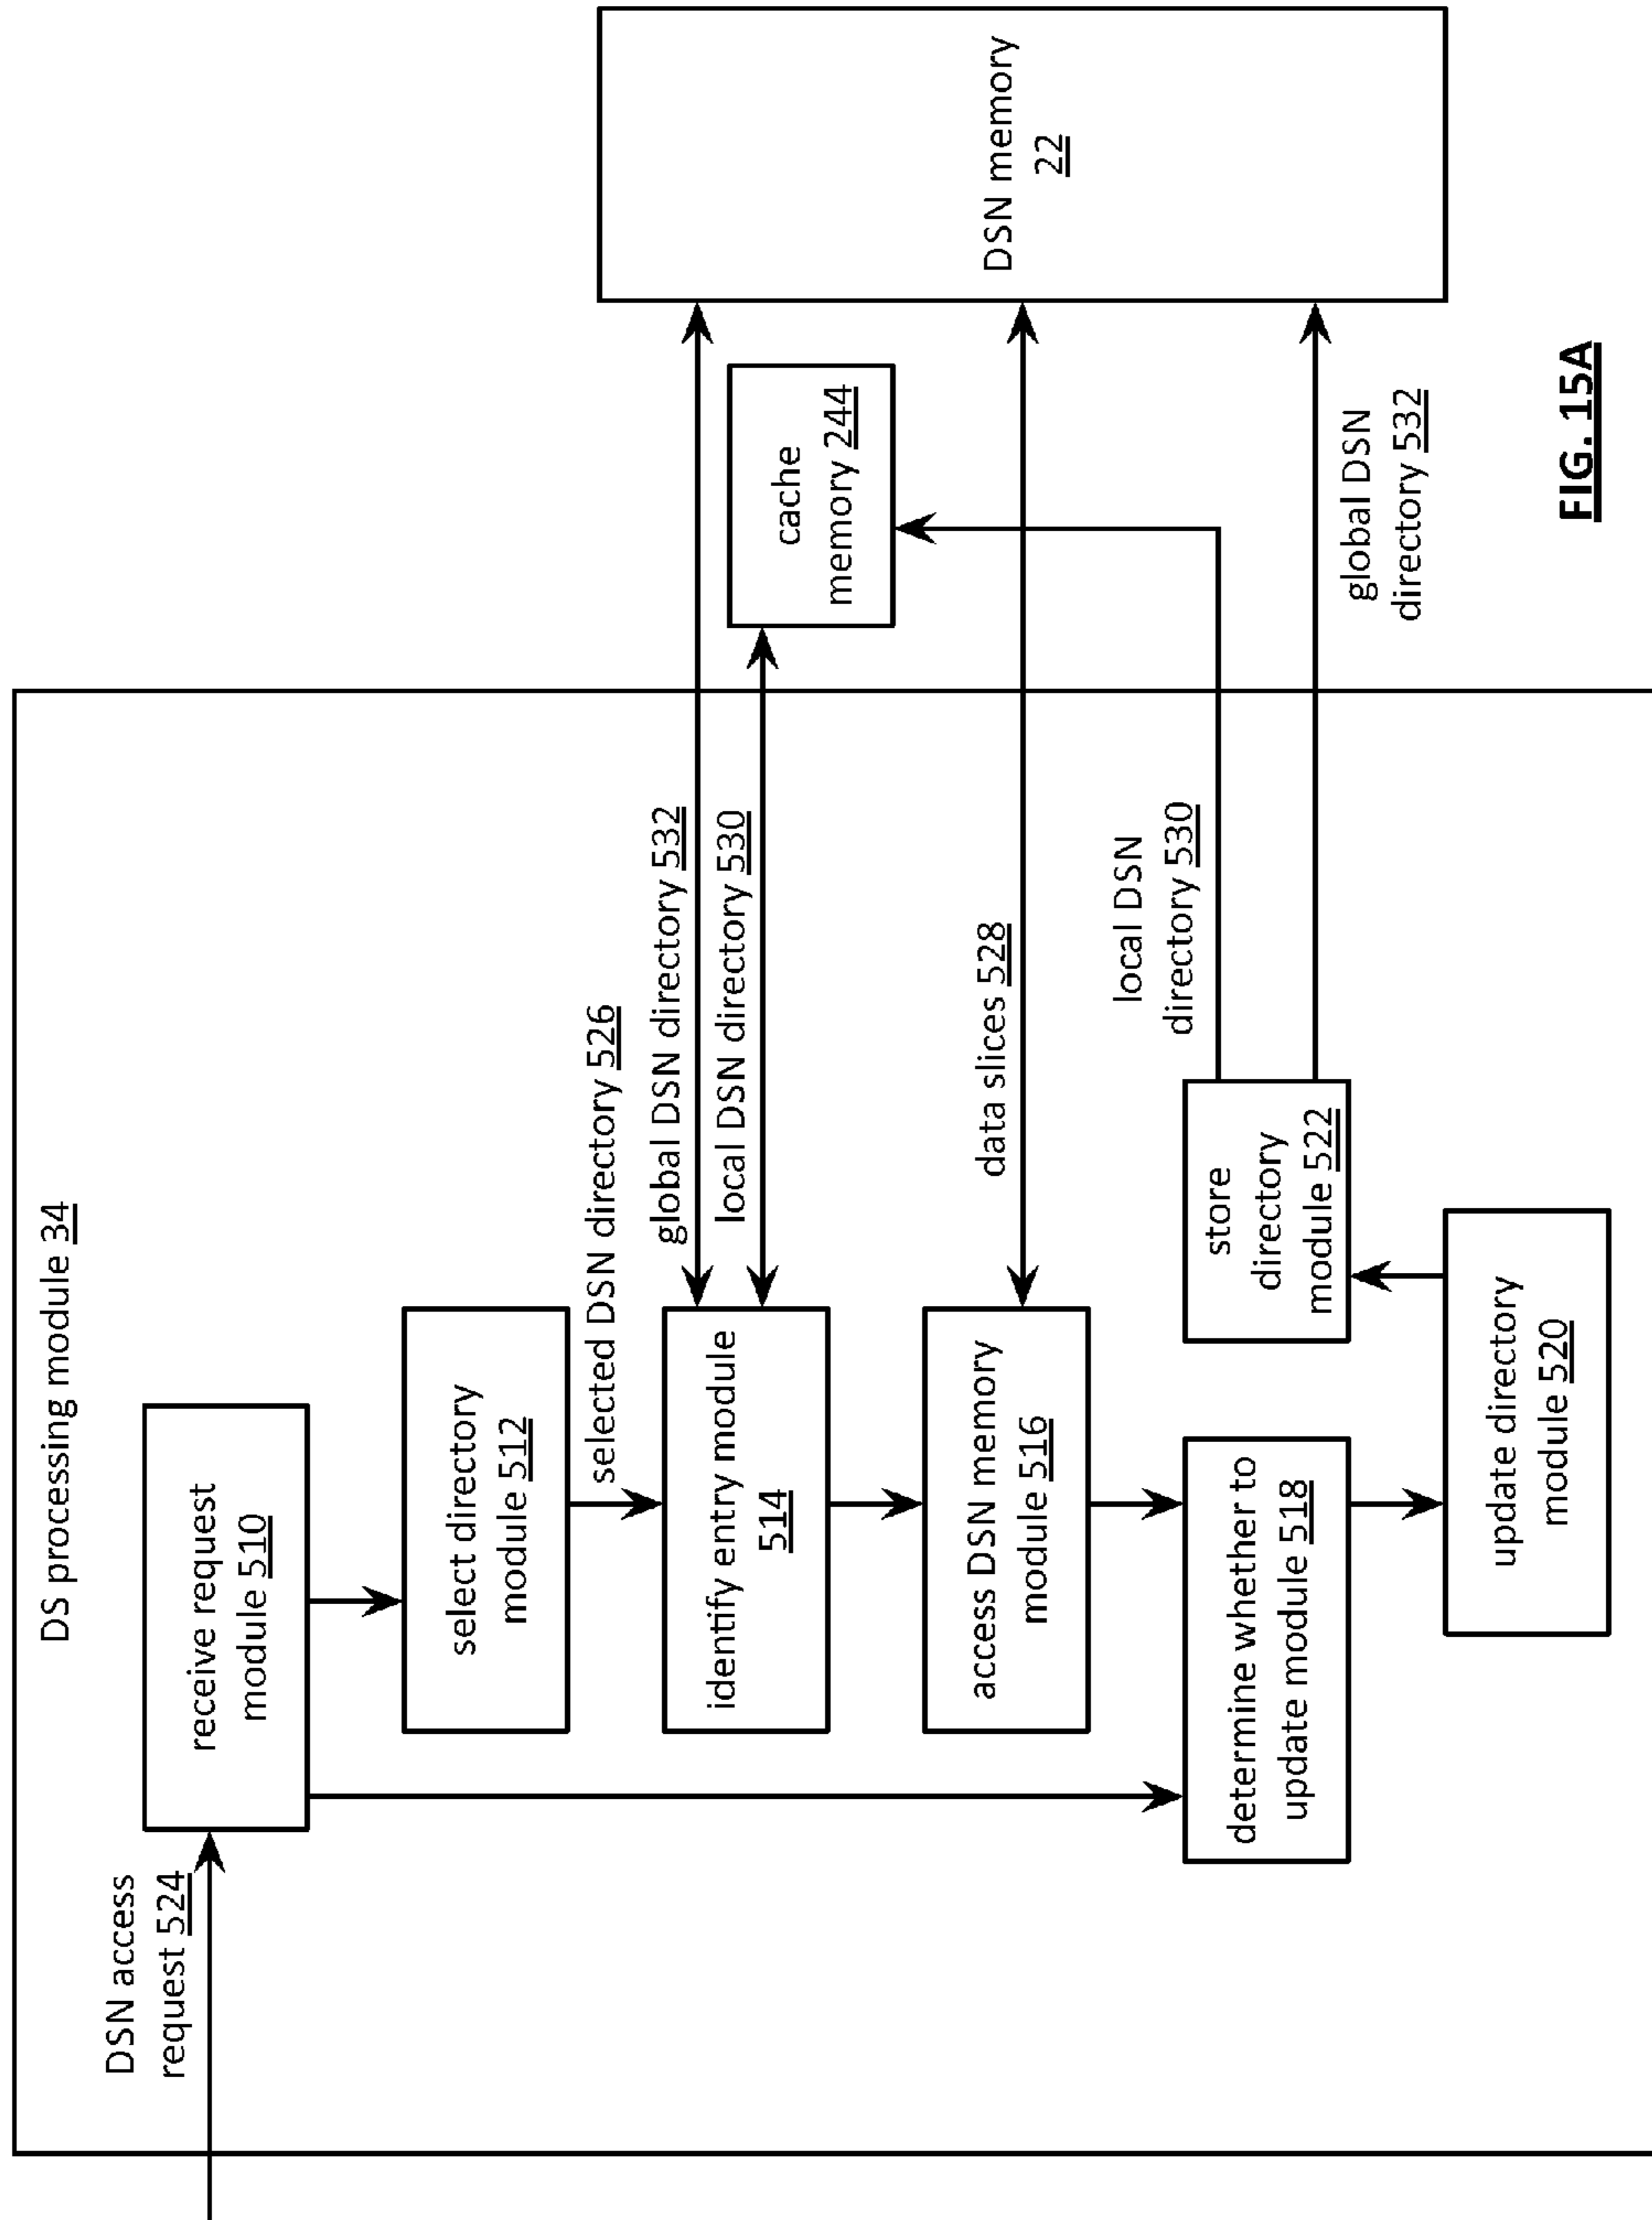 DS processing module 34
DSN access
request 524
receive request
module 510
select directory
module 512
selected DSN directory 526
global DSN directory 532
local DSN directory 530
identify entry module
514
cache
memory 244
DSN memory
22
access DSN memory
module 516
data slices 528
determine whether to
update module 518
store
directory
module 522
local DSN
directory 530
global DSN
directory 532
update directory
module 520
FIG. 15A